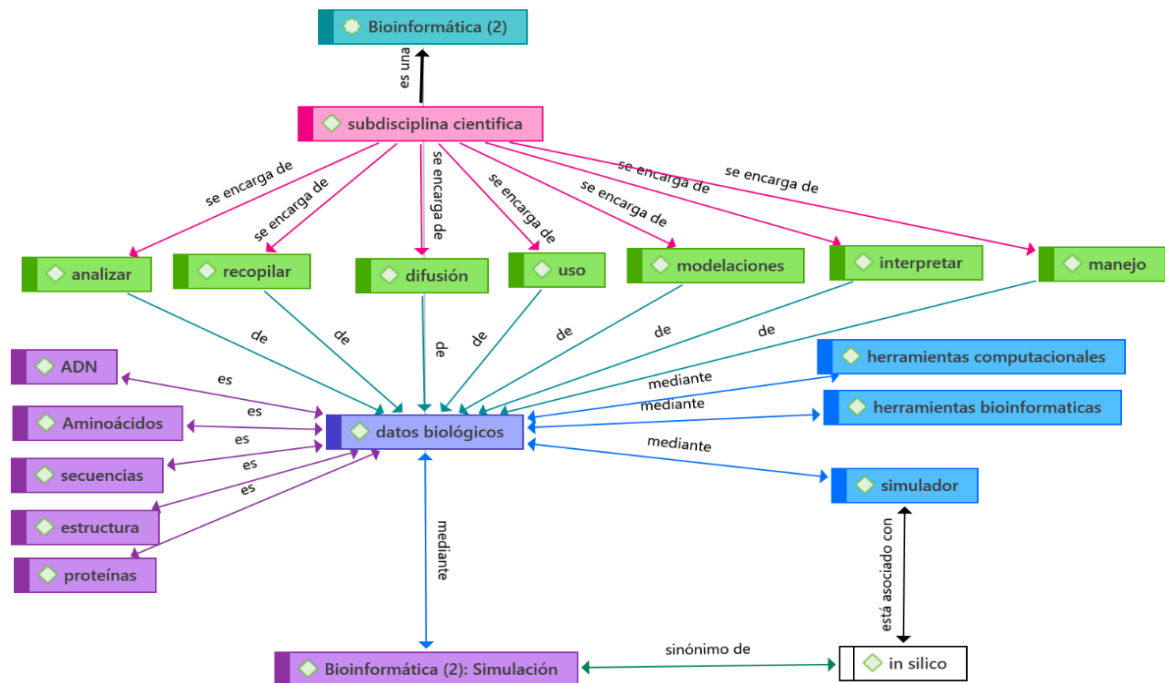 Bioinformática (2)
es una
subdisciplina cientifica
se encarga de
se encarga de
se encarga de
se encarga de
se encarga de
se encarga de
se encarga de
analizar
recopilar
difusión
uso
modelaciones
interpretar
manejo
de
de
de
de
de
de
de
ADN
Aminoácidos
secuencias
estructura
proteínas
es
es
es
es
datos biológicos
mediante
mediante
mediante
herramientas computacionales
herramientas bioinformaticas
simulador
mediante
está asociado con
Bioinformática (2): Simulación
sinónimo de
in silico